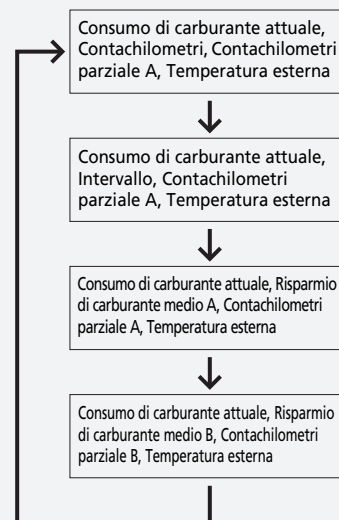 Consumo di carburante attuale,
Contachilometri, Contachilometri
parziale A, Temperatura esterna
Consumo di carburante attuale,
Intervallo, Contachilometri
parziale A, Temperatura esterna
Consumo di carburante attuale, Risparmio
di carburante medio A, Contachilometri
parziale A, Temperatura esterna
Consumo di carburante attuale, Risparmio
di carburante medio B, Contachilometri
parziale B, Temperatura esterna